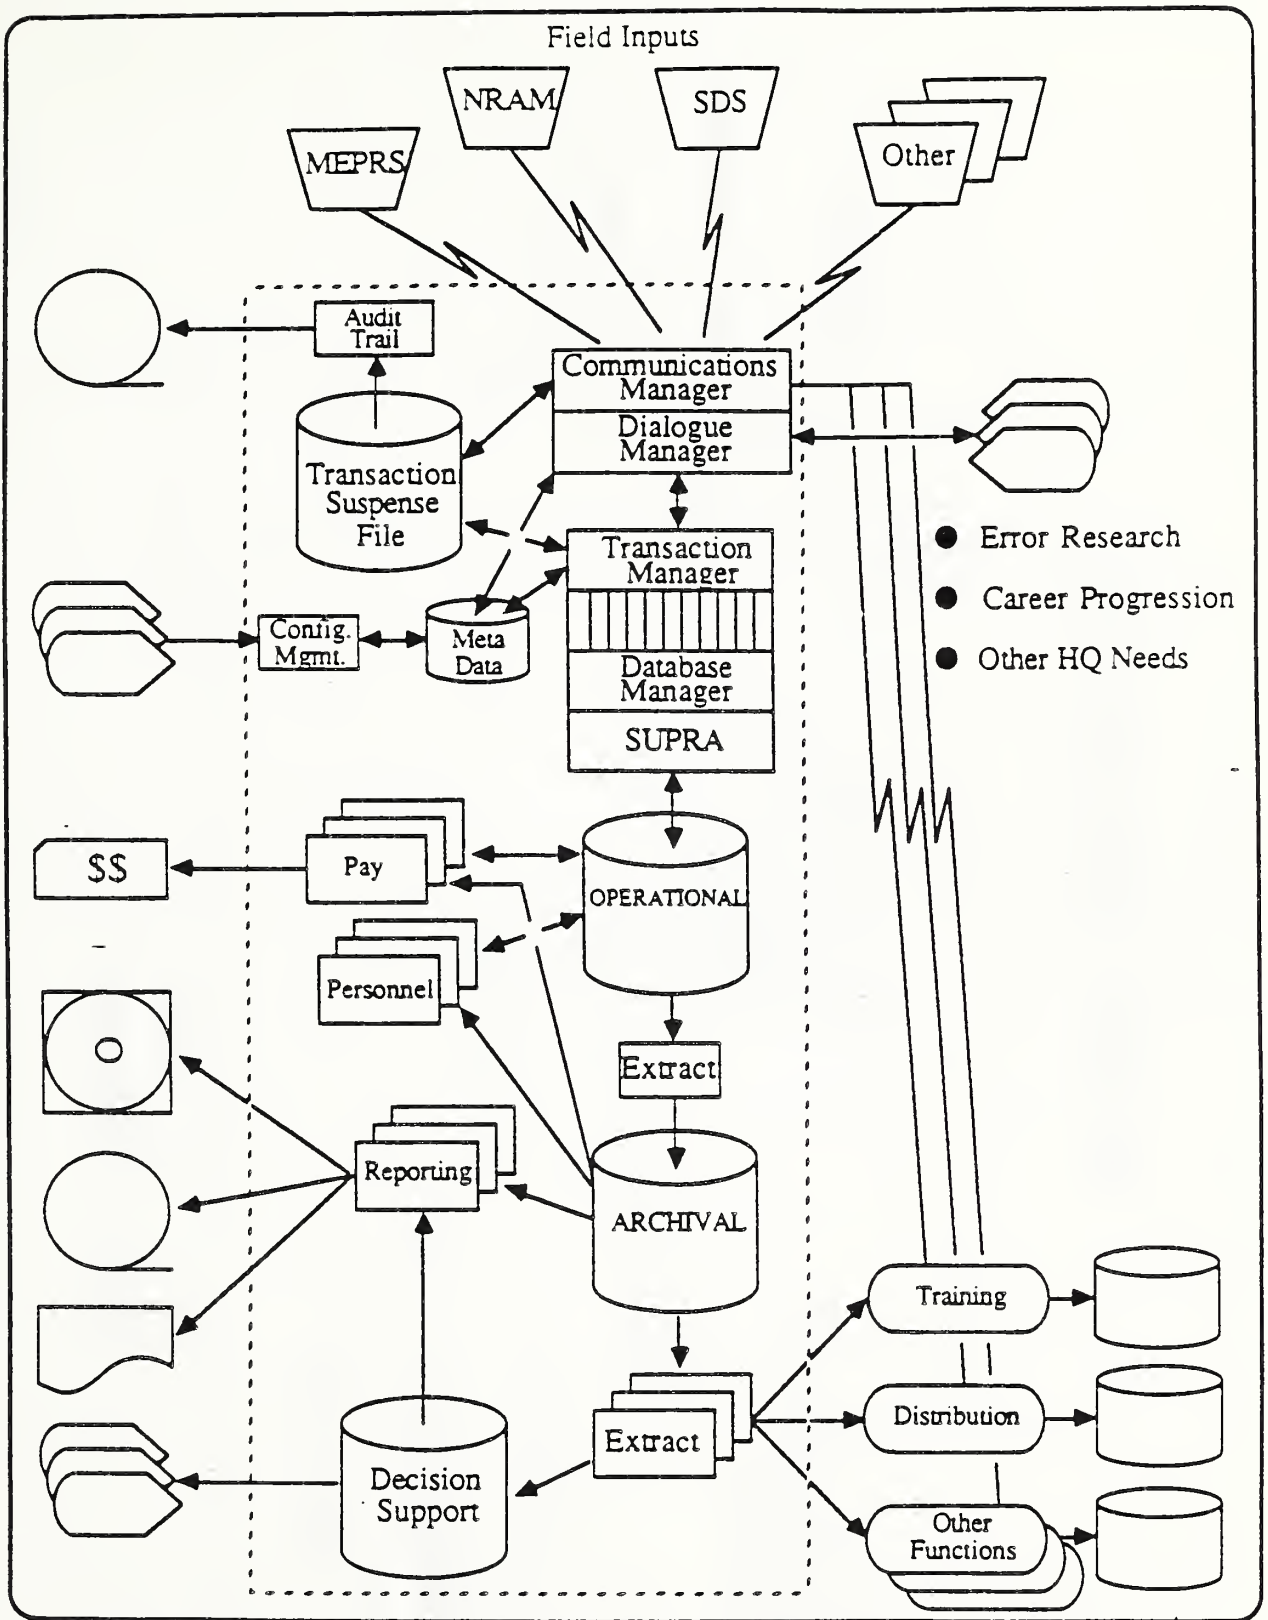 Field Inputs
NRAM
SDS
MEPRS
Other
Audit
Trail
Communications
Manager
Dialogue
Manager
Transaction
Suspense
File
Transaction
Manager
Error Research
Career Progression
Other HQ Needs
Config.
Mgmt.
Meta
Data
Database
Manager
SUPRA
$$
Pay
OPERATIONAL
Personnel
Extract
Reporting
ARCHIVAL
Training
Distribution
Extract
Decision
Support
Other
Functions